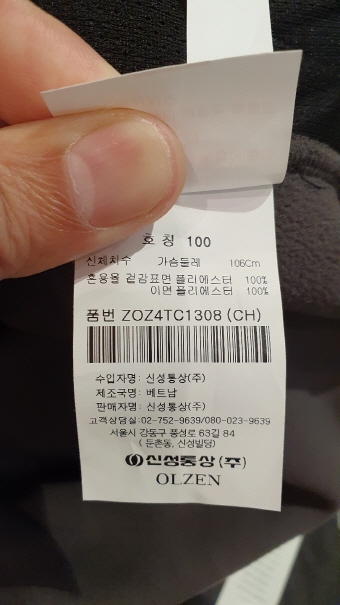 호칭 100
신체치수 가슴둘레 106Cm
혼용율 겉감표면 폴리에스터 100%
이면 폴리에스터 100%
품번 ZOZ4TC1308 (CH)
수입자명: 신성통상(주)
제조국명: 베트남
판매자명: 신성통상(주)
고객상담실: 02-752-9639/080-023-9639
서울시 강동구 풍성로 63길 84
( 둔촌동, 신성빌딩)
신성통상(주)
OLZEN